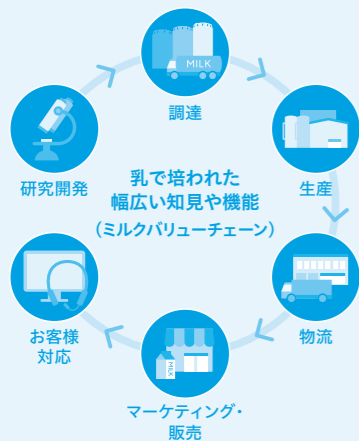 MILK
調達
研究開発
生産
乳で培われた
幅広い知見や機能
（ミルクバリューチェーン）
お客様
対応
物流
MILK
マーケティング・
販売